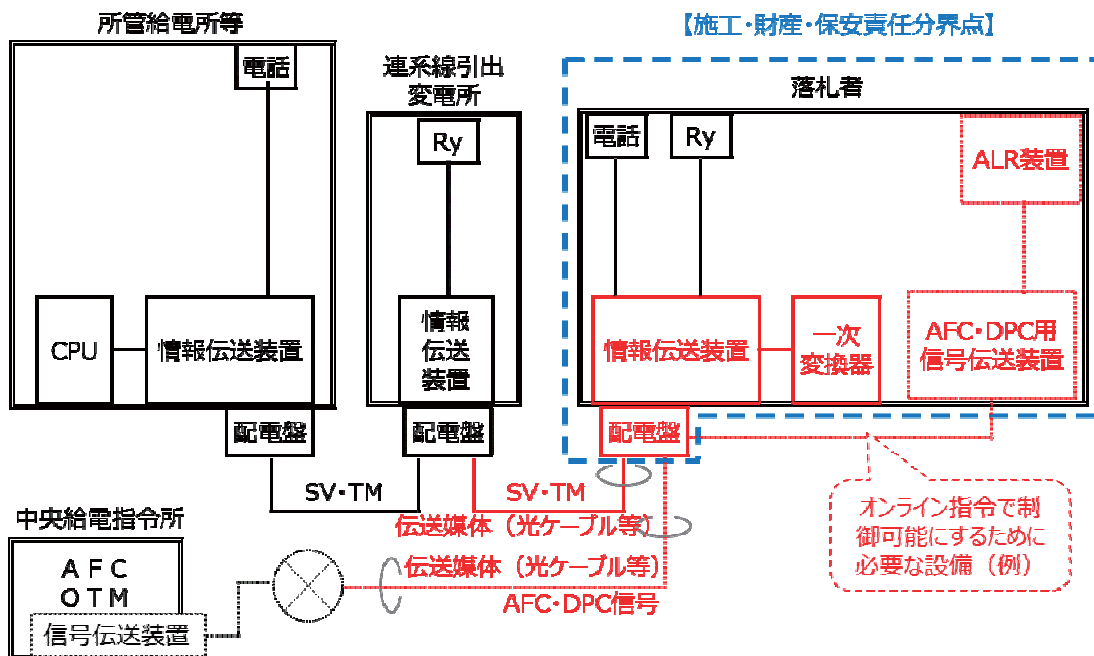 所管給電所等
電話
CPU
情報伝送装置
配電盤
連系線引出
変電所
Ry
情報
伝送
装置
配電盤
【施工・財産・保安責任分界点】
落札者
電話
Ry
ALR装置
情報伝送装置
一次
変換器
AFC・DPC用
信号伝送装置
配電盤
SV・TM
SV・TM
伝送媒体（光ケーブル等）
伝送媒体（光ケーブル等）
AFC・DPC信号
オンライン指令で制
御可能にするために
必要な設備（例）
中央給電指令所
AFC
OTM
信号伝送装置